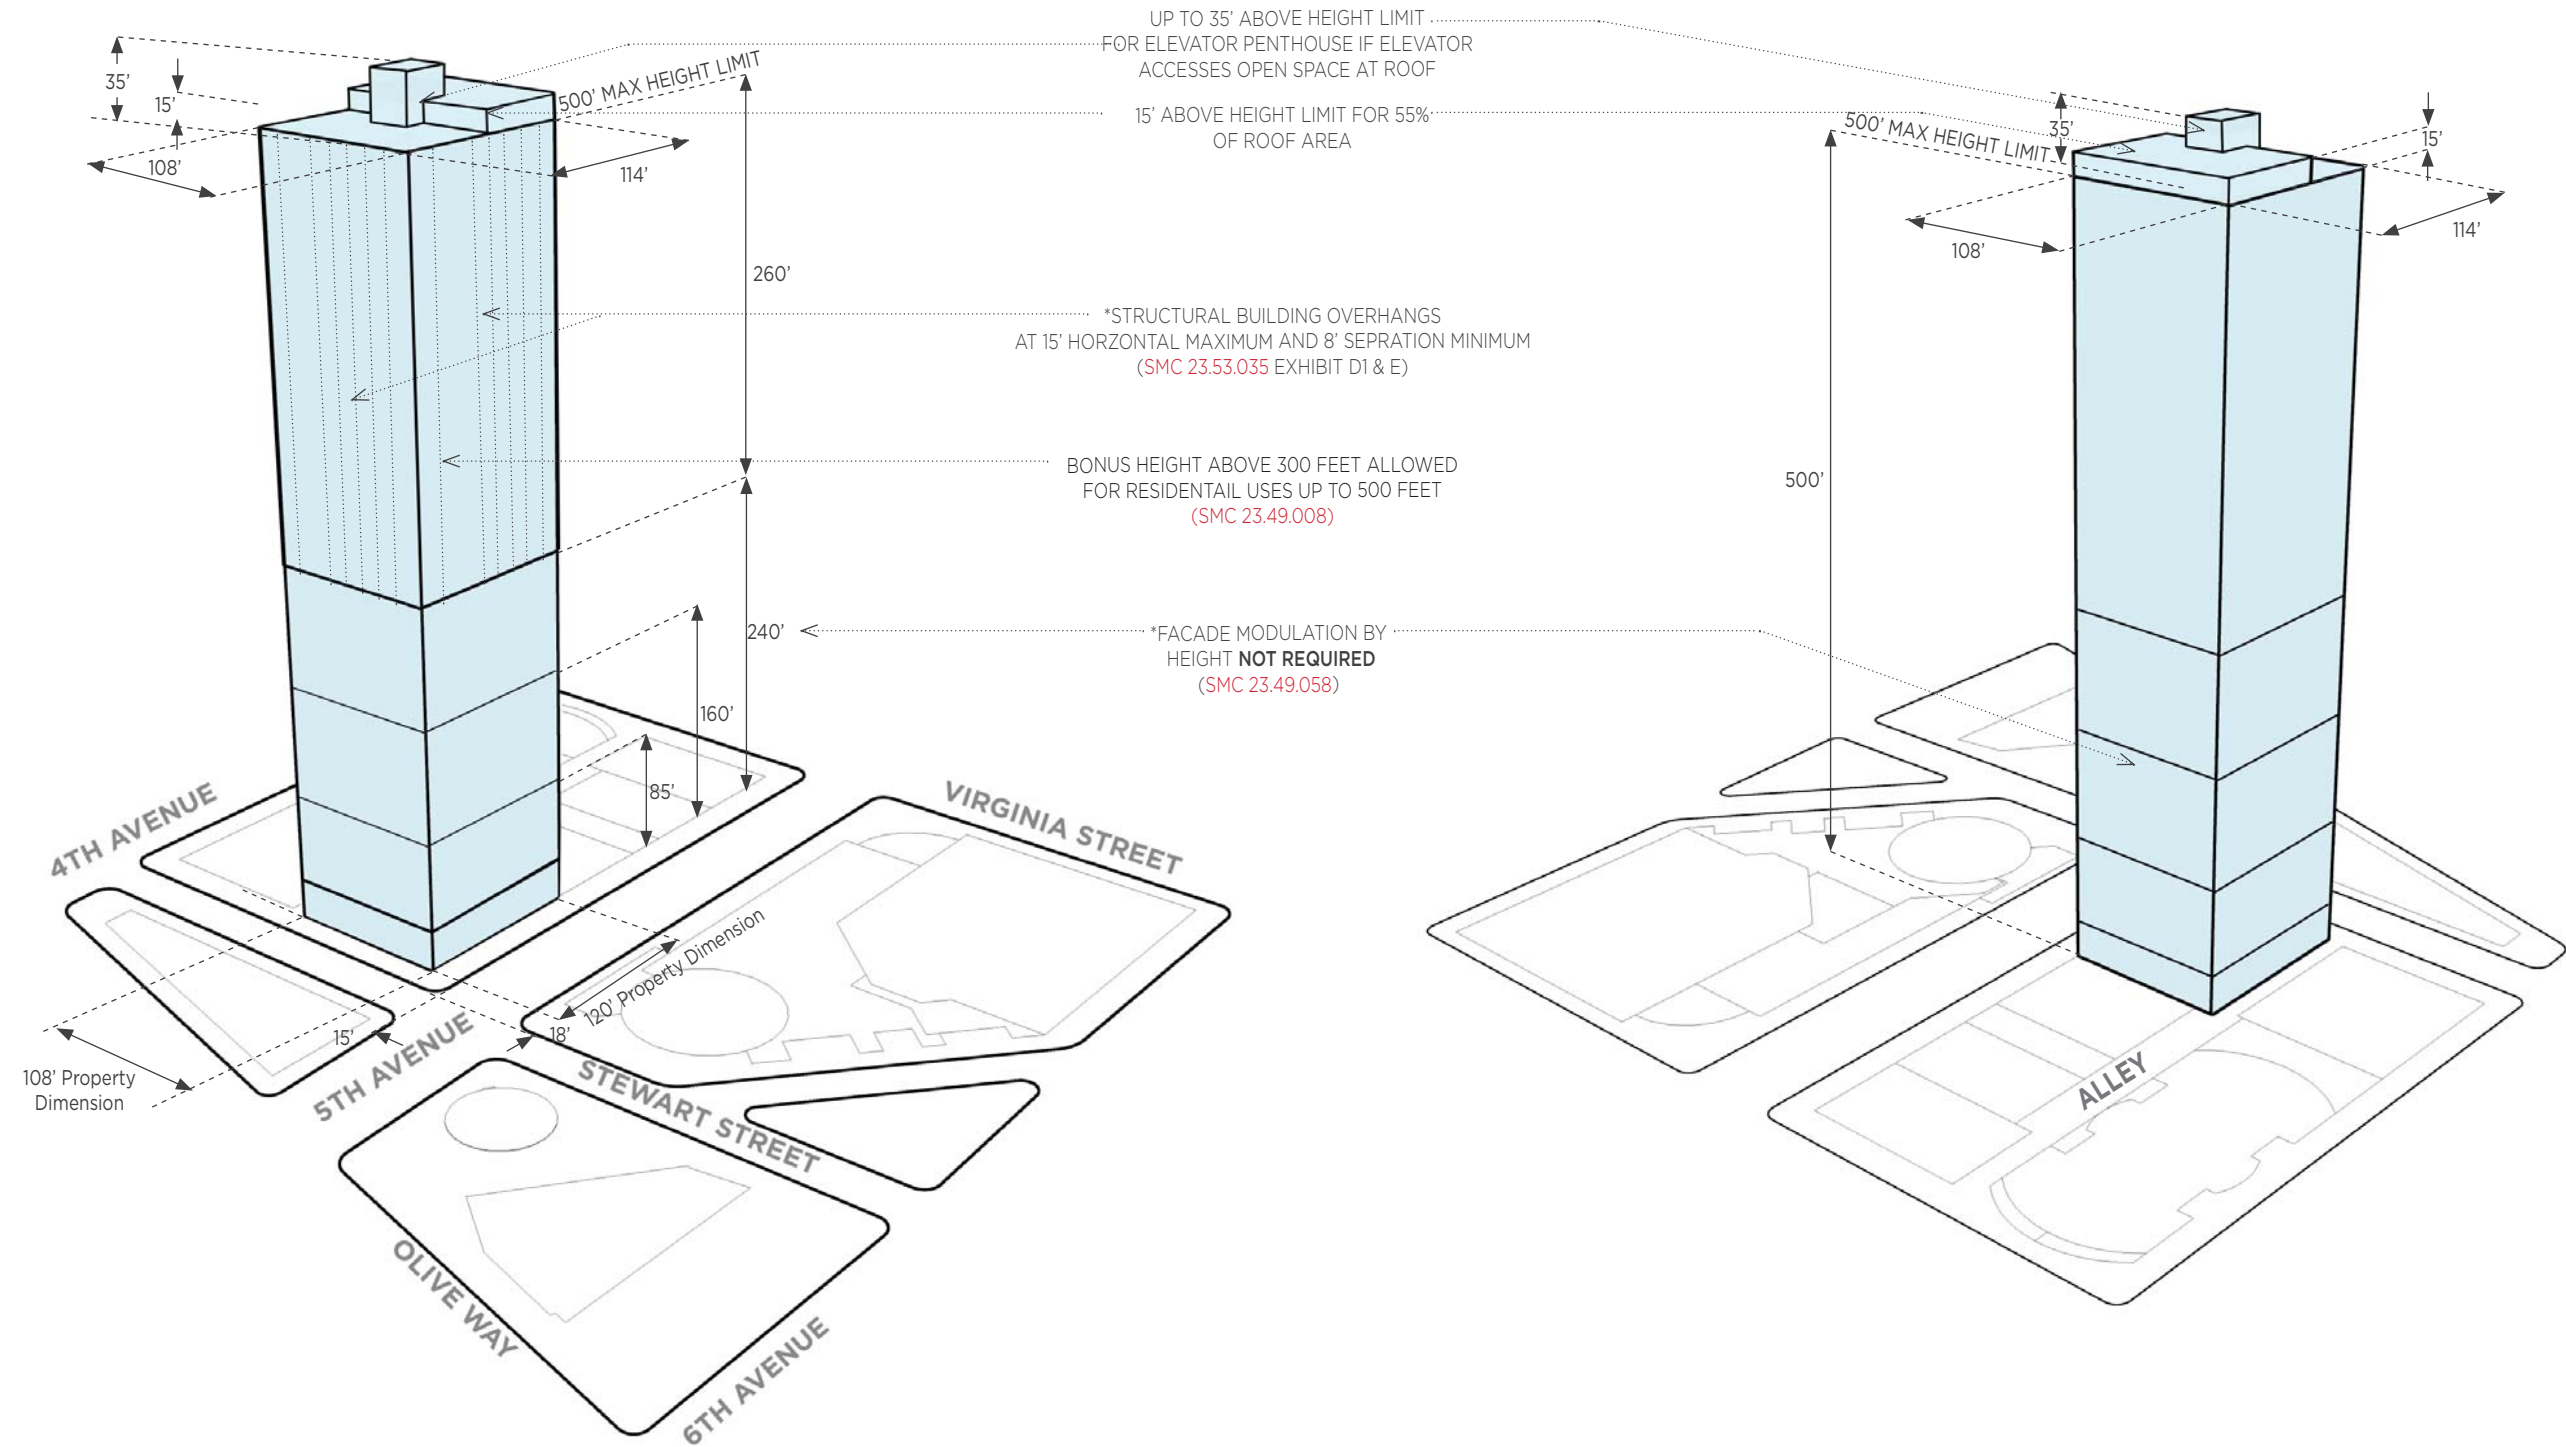 UP TO 35’ ABOVE HEIGHT LIMIT
FOR ELEVATOR PENTHOUSE IF ELEVATOR
ACCESSES OPEN SPACE AT ROOF
15’ ABOVE HEIGHT LIMIT FOR 55%
OF ROOF AREA
*STRUCTURAL BUILDING OVERHANGS
AT 15’ HORZONTAL MAXIMUM AND 8’ SEPRATION MINIMUM
(SMC 23.53.035 EXHIBIT D1 & E)
BONUS HEIGHT ABOVE 300 FEET ALLOWED
FOR RESIDENTAIL USES UP TO 500 FEET
(SMC 23.49.008)
*FACADE MODULATION BY
HEIGHT NOT REQUIRED
(SMC 23.49.058)
35’
15’
500’ MAX HEIGHT LIMIT
108’
114’
260’
240’
160’
85’
4TH AVENUE
VIRGINIA STREET
120’ Property Dimension
18’
15’
108’ Property
Dimension
5TH AVENUE
STEWART STREET
OLIVE WAY
6TH AVENUE
500’ MAX HEIGHT LIMIT
35’
15’
108’
114’
500’
ALLEY